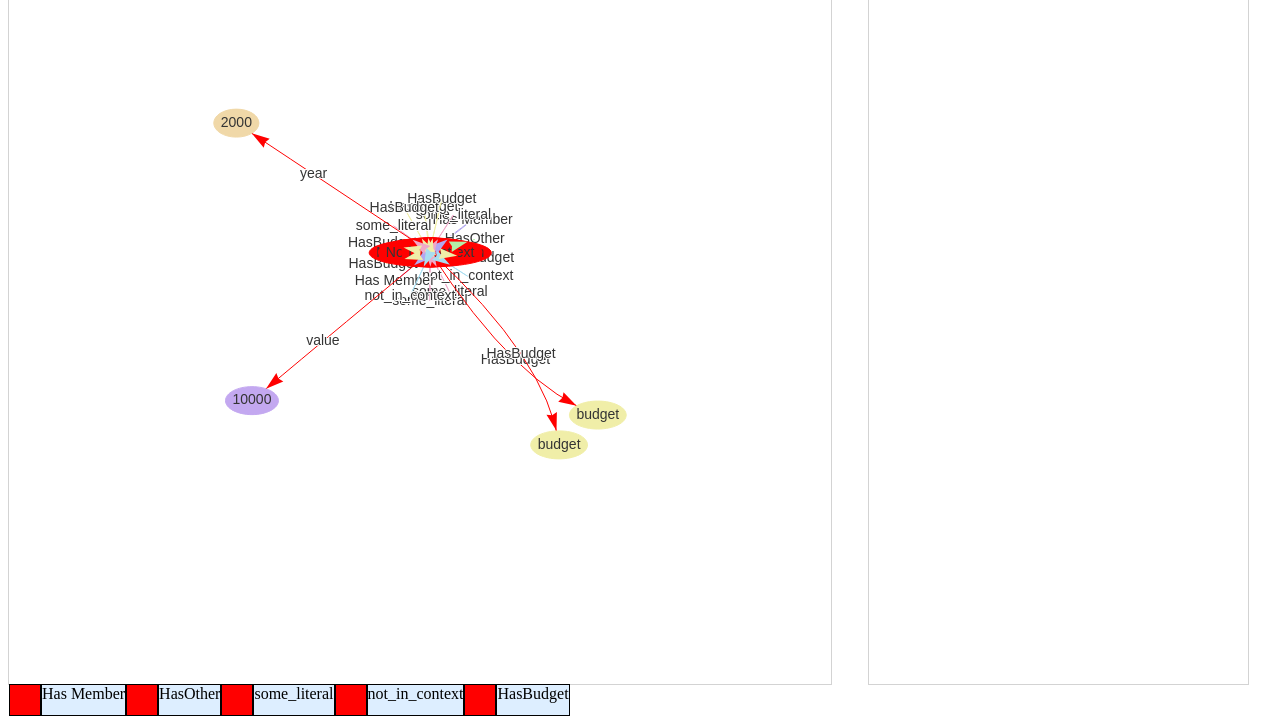 2000
year
HasBudget
HasBudget
some_literal
Has Member
some_literal
HasOther
HasBudget
not_in_context
Has Member
some_literal
not_in_context
some_literal
value
HasBudget
HasBudget
10000
budget
budget
Has Member HasOther some_literal not_in_context HasBudget